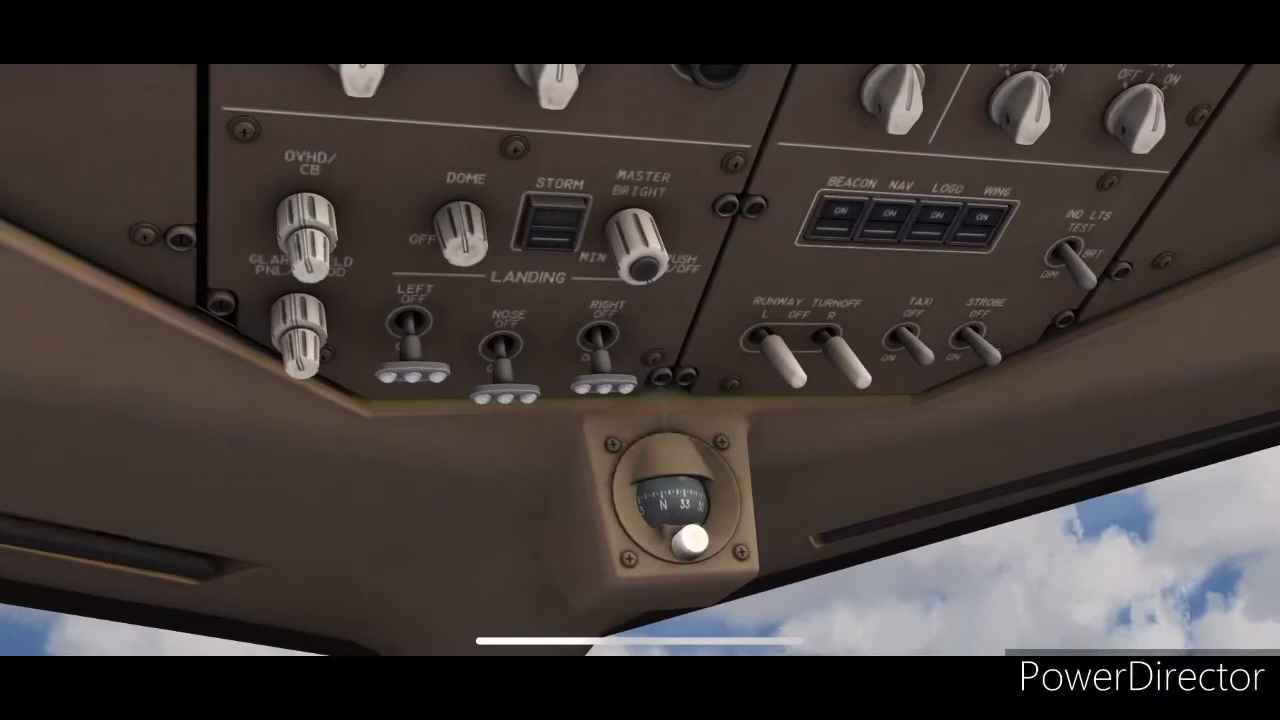 OFF ON
OVHD/
CB
DOME
STORM
MASTER
BRIGHT
OFF
MIN
LANDING
LEFT
OFF
NOSE
OFF
RIGHT
OFF
BEACON NAV LOGO WING
ON ON ON ON
IND LTS
TEST
BRT
DIM
RUNWAY TURNOFF
L OFF R
TAXI
OFF
ON
STROBE
OFF
ON
N 33
PowerDirector